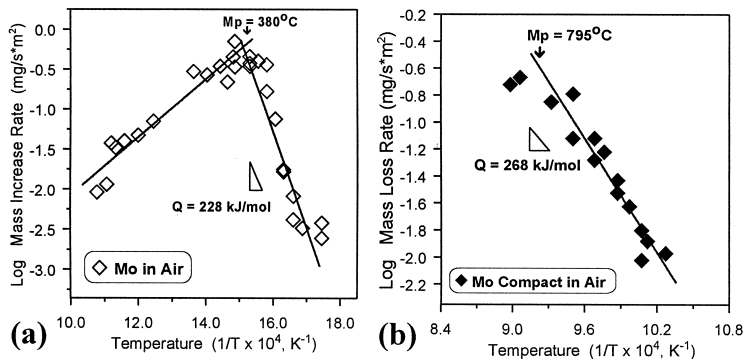 Log Mass Increase Rate (mg/s*m²)
0.0
-0.5
-1.0
-1.5
-2.0
-2.5
-3.0
Mp = 380°C
Q = 228 kJ/mol
Mo in Air
10.0 12.0 14.0 16.0 18.0
(a) Temperature (1/T x 10⁴, K⁻¹)
Log Mass Loss Rate (mg/s*m²)
-0.2
-0.4
-0.6
-0.8
-1.0
-1.2
-1.4
-1.6
-1.8
-2.0
-2.2
Mp = 795°C
Q = 268 kJ/mol
Mo Compact in Air
8.4 9.0 9.6 10.2 10.8
(b) Temperature (1/T x 10⁴, K⁻¹)